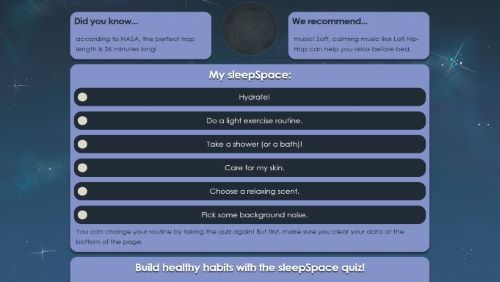 Did you know...
according to NASA, the perfect nap
length is 26 minutes long!
We recommend...
music! Soft, calming music like Lofi Hip-
Hop can help you relax before bed.
My sleepSpace:
Hydrate!
Do a light exercise routine.
Take a shower (or a bath)!
Care for my skin.
Choose a relaxing scent.
Pick some background noise.
You can change your routine by taking the quiz again! But first, make sure you clear your data at the
bottom of the page.
Build healthy habits with the sleepSpace quiz!